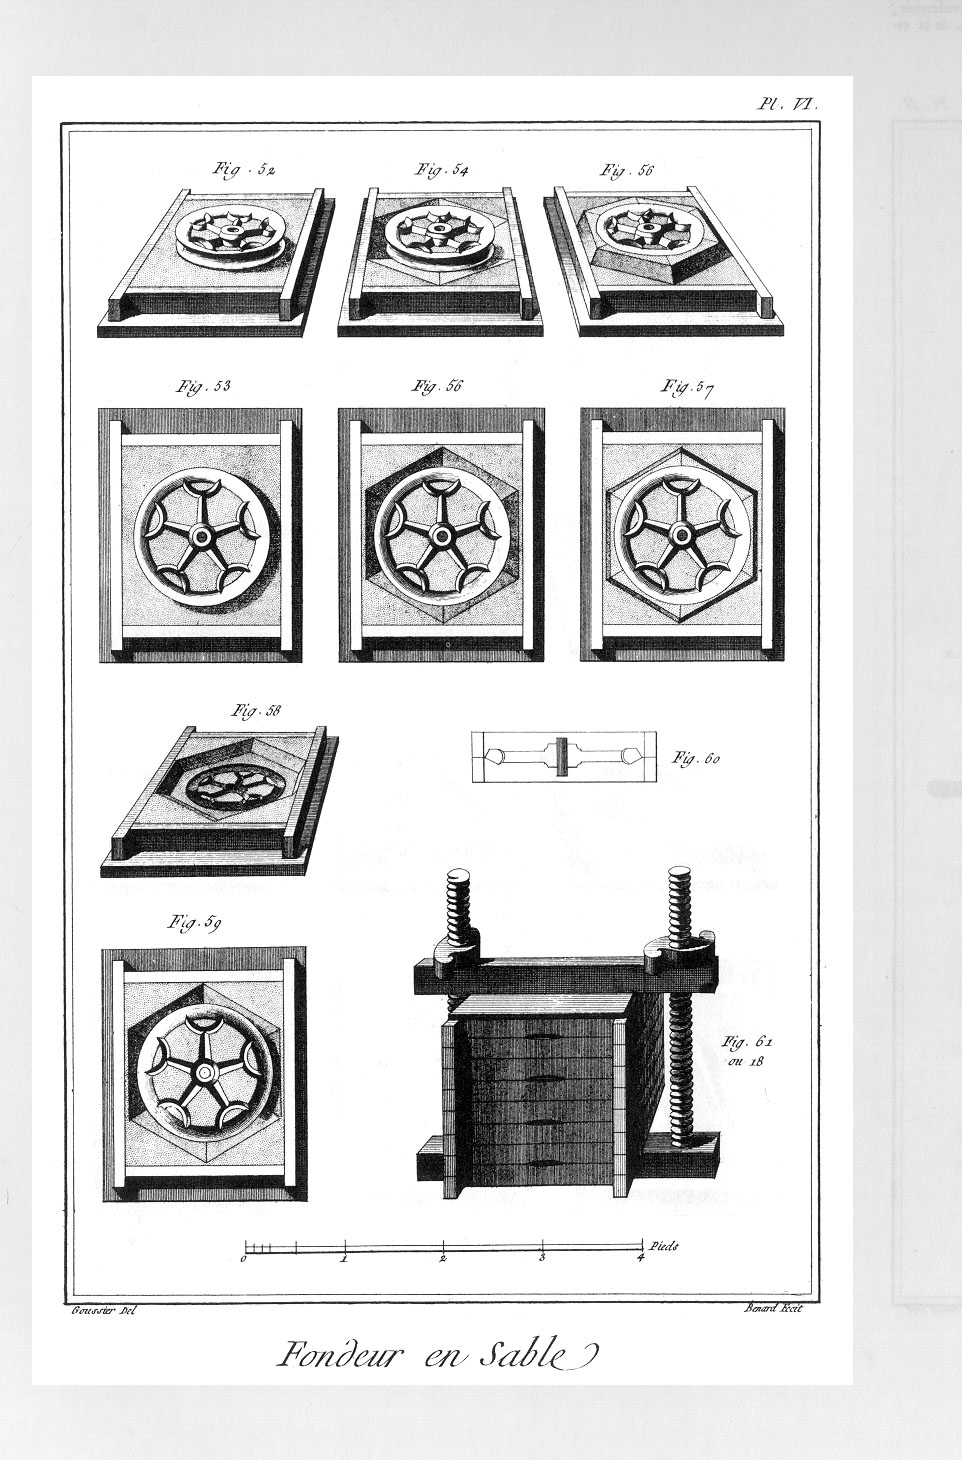 Pl. VI.
Fig. 52
Fig. 54
Fig. 56
Fig. 53
Fig. 56
Fig. 57
Fig. 58
Fig. 60
Fig. 59
Fig. 61
ou 18
0 1 2 3 4 Pieds
Goussier Del
Benard Fecit
Fondeur en Sable